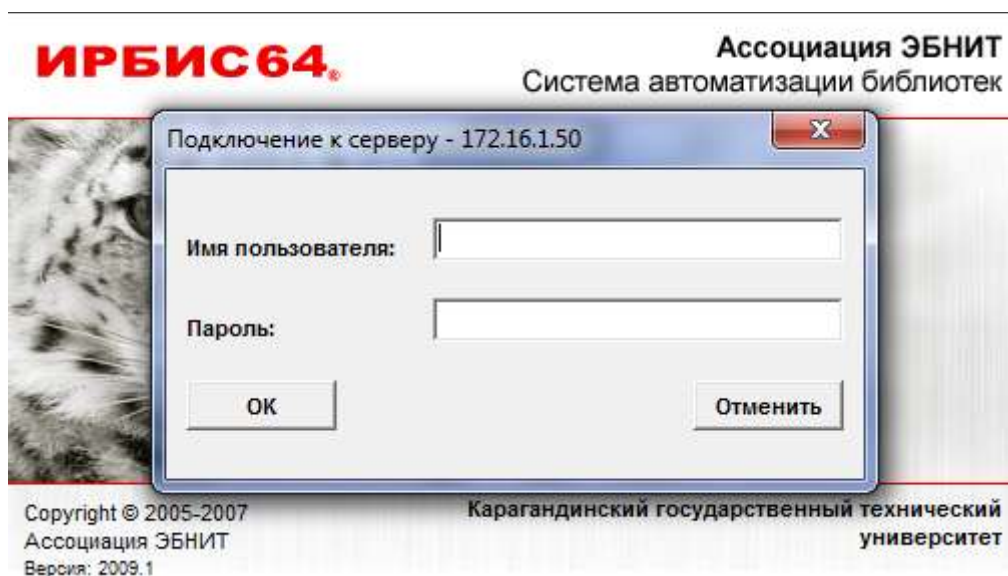 ИРБИС64®
Ассоциация ЭБНИТ
Система автоматизации библиотек
Подключение к серверу - 172.16.1.50
Имя пользователя:
Пароль:
ОК
Отменить
Copyright © 2005-2007
Ассоциация ЭБНИТ
Версия: 2009.1
Карагандинский государственный технический
университет